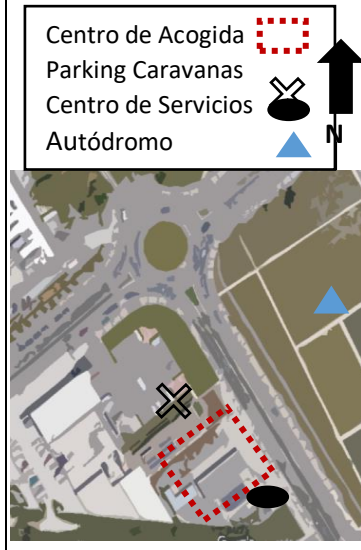 Centro de Acogida
Parking Caravanas
Centro de Servicios
Autódromo
N